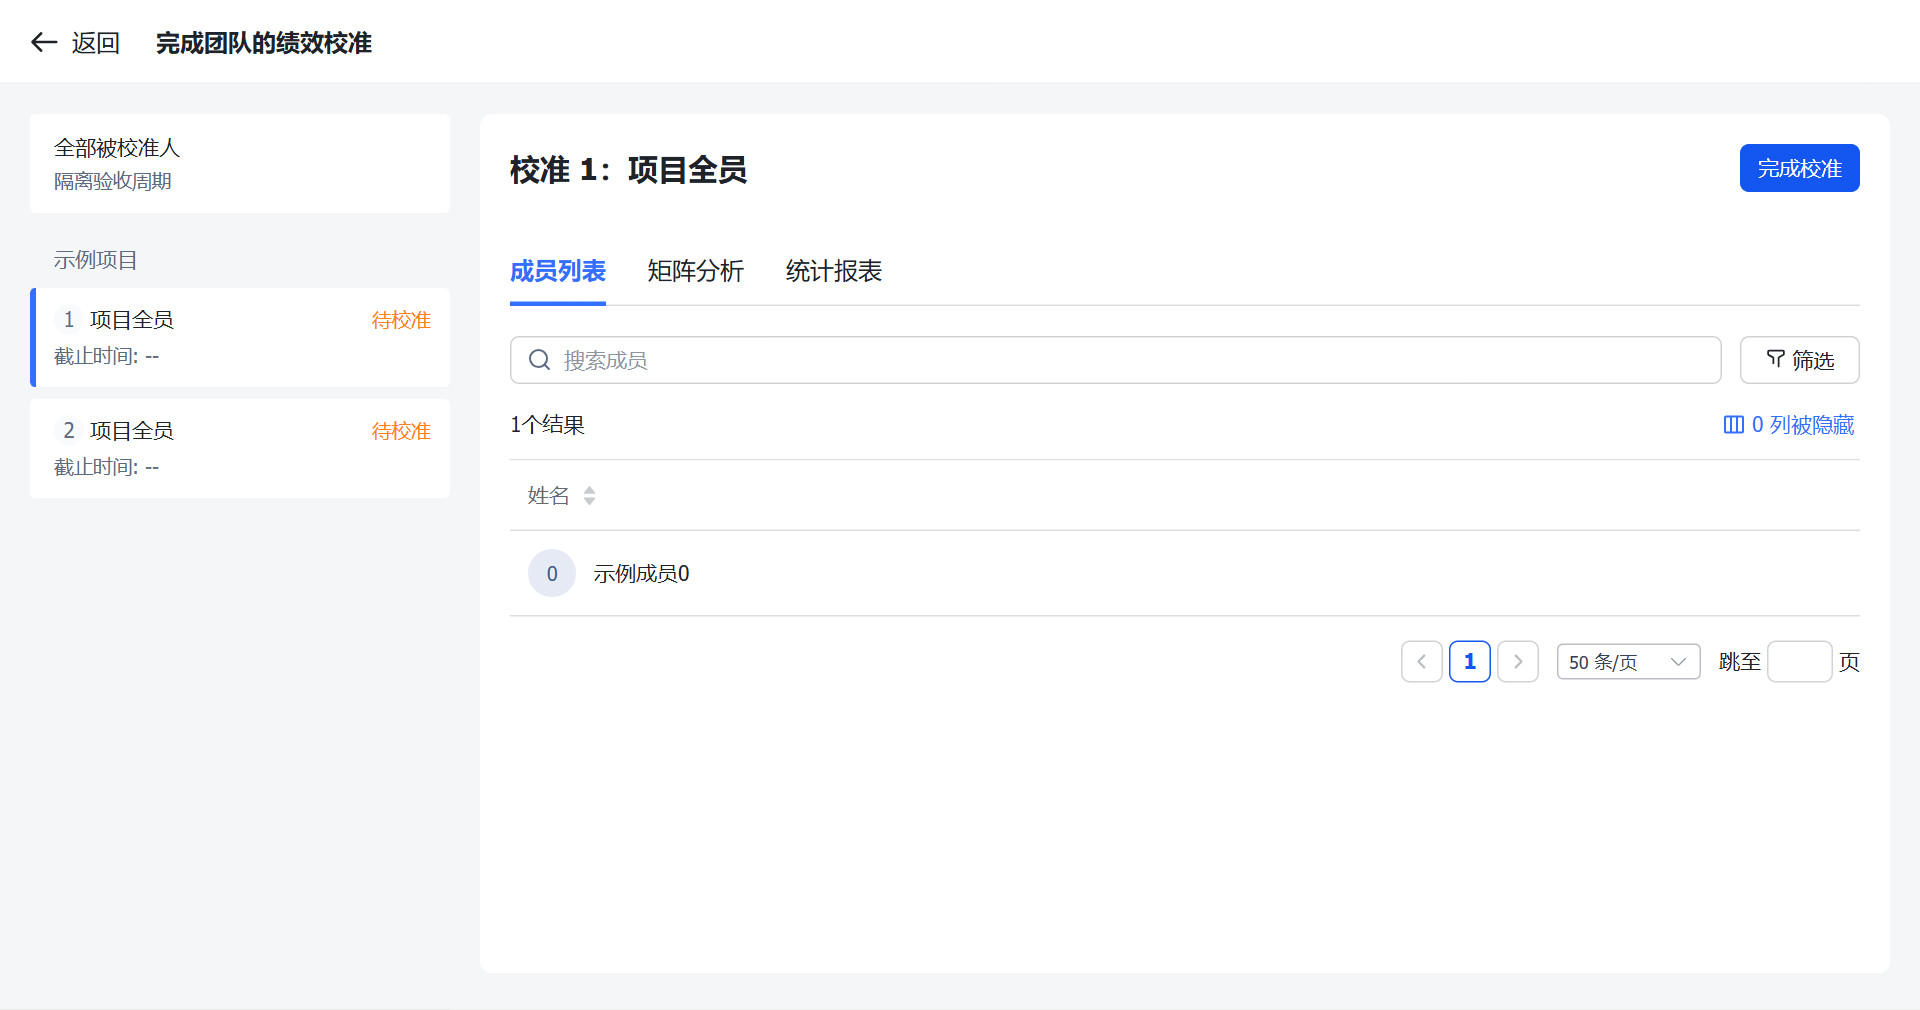 返回 完成团队的绩效校准
全部被校准人
隔离验收周期
示例项目
1 项目全员 待校准
截止时间: --
2 项目全员 待校准
截止时间: --
校准 1：项目全员
完成校准
成员列表 矩阵分析 统计报表
搜索成员
筛选
1个结果
0 列被隐藏
姓名
0 示例成员0
1 50 条/页 跳至 页